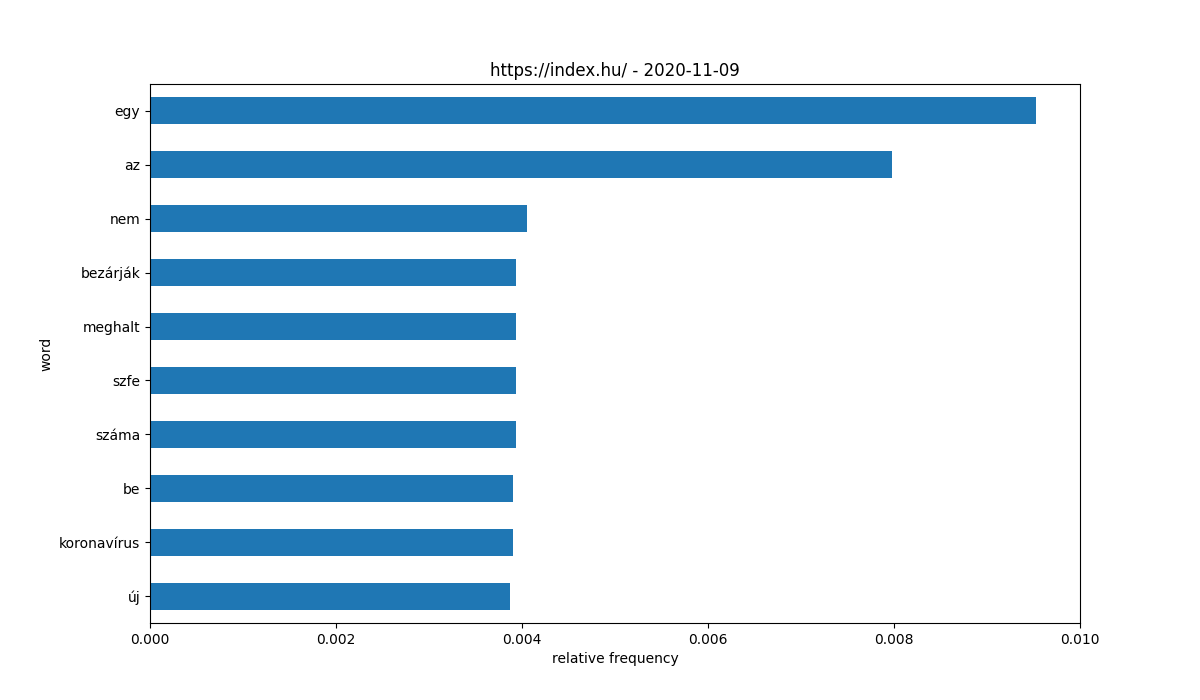 https://index.hu/ - 2020-11-09
egy
az
nem
bezárják
meghalt
szfe
száma
be
koronavírus
új
word
0.000 0.002 0.004 0.006 0.008 0.010
relative frequency